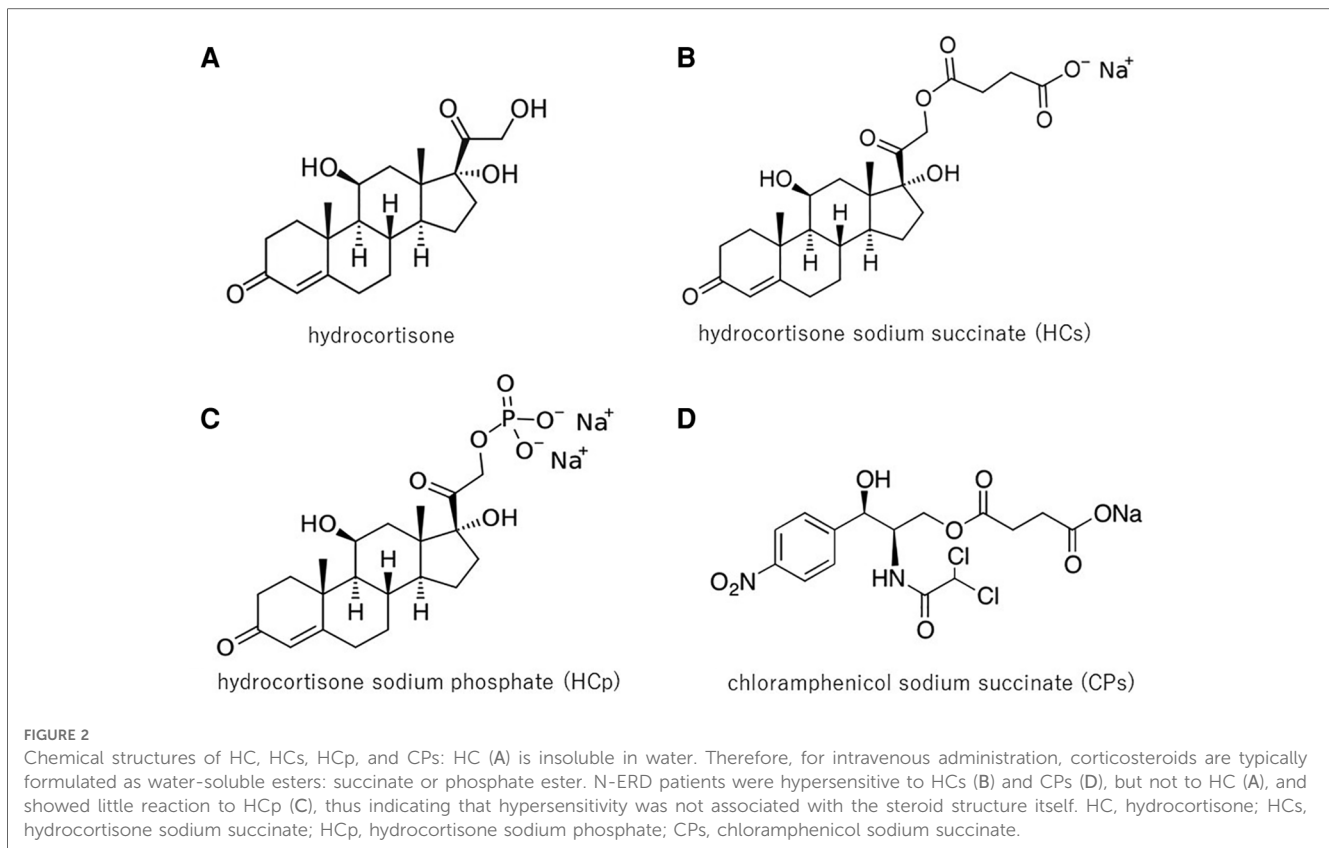 A
O
OH
HO
OH
H
H
H
O
hydrocortisone
B
O
O
O⁻ Na⁺
O
O
HO
OH
H
H
H
O
hydrocortisone sodium succinate (HCs)
C
O
P
O⁻ Na⁺
O
O⁻
Na⁺
O
HO
OH
H
H
H
O
hydrocortisone sodium phosphate (HCp)
D
OH
O
ONa
O
O
Cl
O₂N
HN
Cl
O
chloramphenicol sodium succinate (CPs)
FIGURE 2
Chemical structures of HC, HCs, HCp, and CPs: HC (A) is insoluble in water. Therefore, for intravenous administration, corticosteroids are typically
formulated as water-soluble esters: succinate or phosphate ester. N-ERD patients were hypersensitive to HCs (B) and CPs (D), but not to HC (A), and
showed little reaction to HCp (C), thus indicating that hypersensitivity was not associated with the steroid structure itself. HC, hydrocortisone; HCs,
hydrocortisone sodium succinate; HCp, hydrocortisone sodium phosphate; CPs, chloramphenicol sodium succinate.